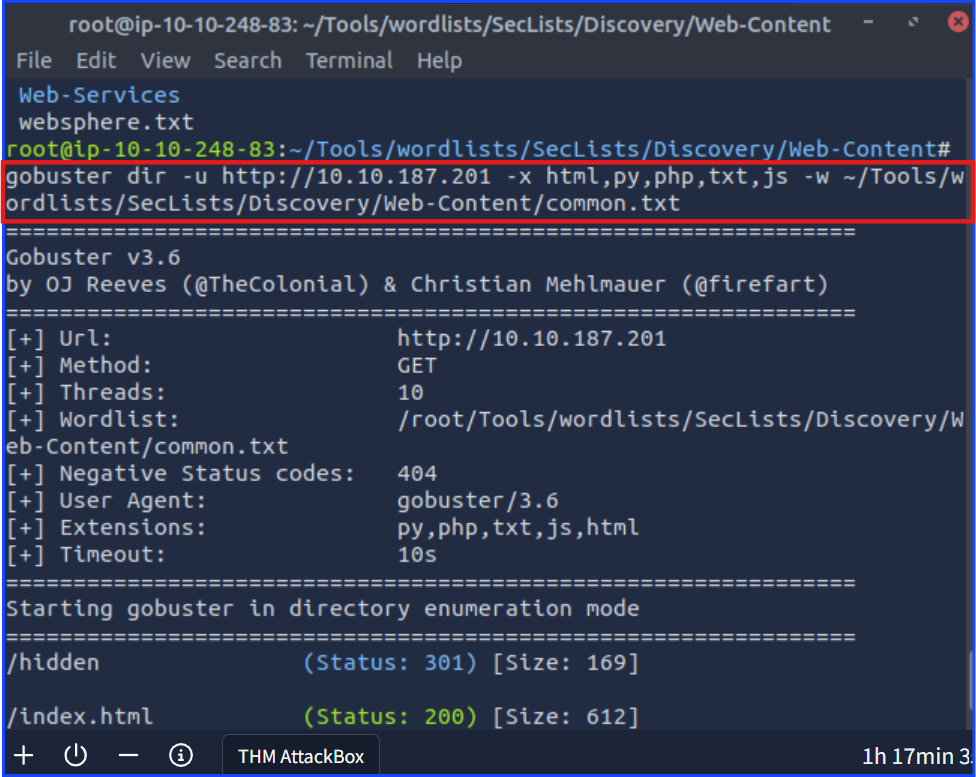 root@ip-10-10-248-83: ~/Tools/wordlists/SecLists/Discovery/Web-Content
File Edit View Search Terminal Help
Web-Services
websphere.txt
root@ip-10-10-248-83:~/Tools/wordlists/SecLists/Discovery/Web-Content#
gobuster dir -u http://10.10.187.201 -x html,py,php,txt,js -w ~/Tools/w
ordlists/SecLists/Discovery/Web-Content/common.txt
===============================================================
Gobuster v3.6
by OJ Reeves (@TheColonial) & Christian Mehlmauer (@firefart)
===============================================================
[+] Url:                     http://10.10.187.201
[+] Method:                  GET
[+] Threads:                 10
[+] Wordlist:                /root/Tools/wordlists/SecLists/Discovery/W
eb-Content/common.txt
[+] Negative Status codes:   404
[+] User Agent:              gobuster/3.6
[+] Extensions:              py,php,txt,js,html
[+] Timeout:                 10s
===============================================================
Starting gobuster in directory enumeration mode
===============================================================
/hidden               (Status: 301) [Size: 169]
/index.html           (Status: 200) [Size: 612]
THM AttackBox
1h 17min